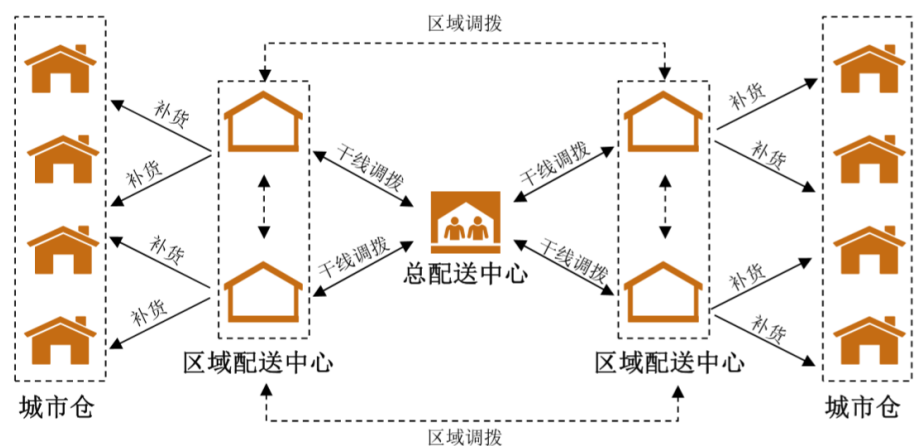 区域调拨
补货
补货
补货
补货
干线调拨
干线调拨
干线调拨
干线调拨
补货
补货
补货
补货
总配送中心
区域配送中心
区域配送中心
城市仓
城市仓
区域调拨